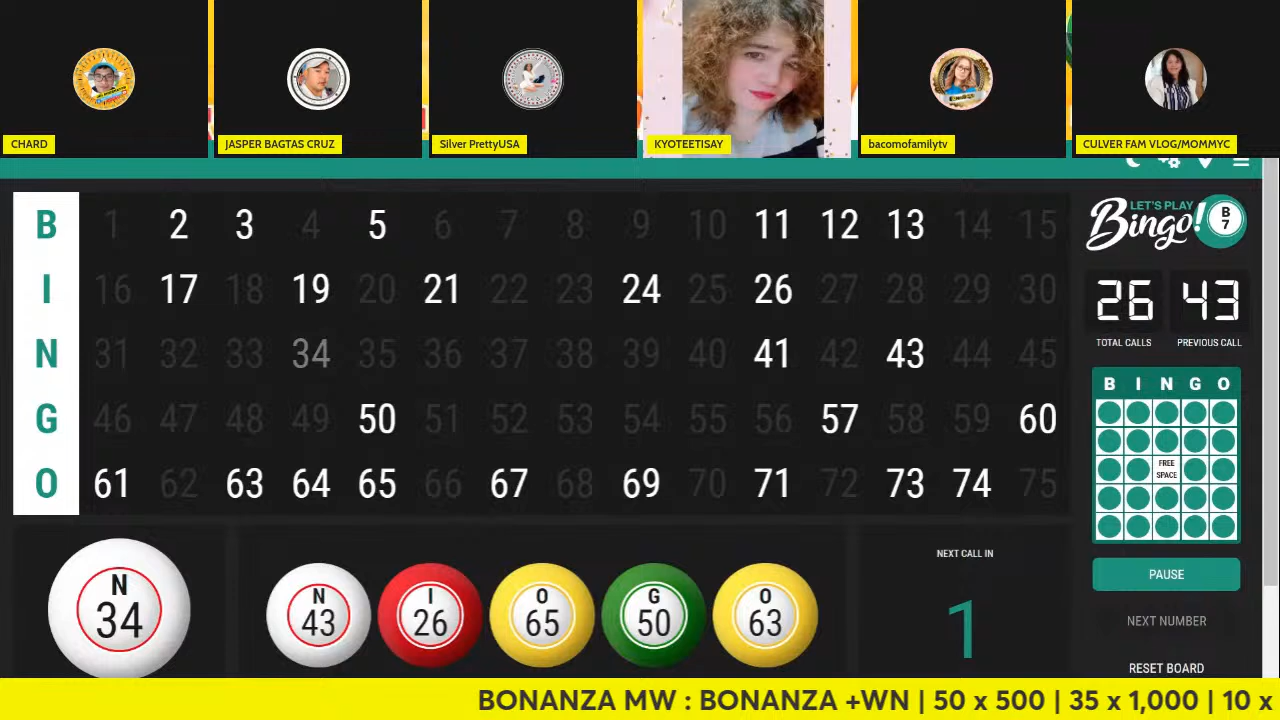 CHARD
JASPER BAGTAS CRUZ
Silver PrettyUSA
KYOTEETISAY
bacomofamilytv
CULVER FAM VLOG/MOMMYC
B 1 2 3 4 5 6 7 8 9 10 11 12 13 14 15
I 16 17 18 19 20 21 22 23 24 25 26 27 28 29 30
N 31 32 33 34 35 36 37 38 39 40 41 42 43 44 45
G 46 47 48 49 50 51 52 53 54 55 56 57 58 59 60
O 61 62 63 64 65 66 67 68 69 70 71 72 73 74 75
LET'S PLAY
Bingo!
B
7
26 43
TOTAL CALLS PREVIOUS CALL
B I N G O
FREE
SPACE
PAUSE
NEXT NUMBER
RESET BOARD
N
34
N
43
I
26
O
65
G
50
O
63
NEXT CALL IN
1
BONANZA MW : BONANZA +WN | 50 x 500 | 35 x 1,000 | 10 x